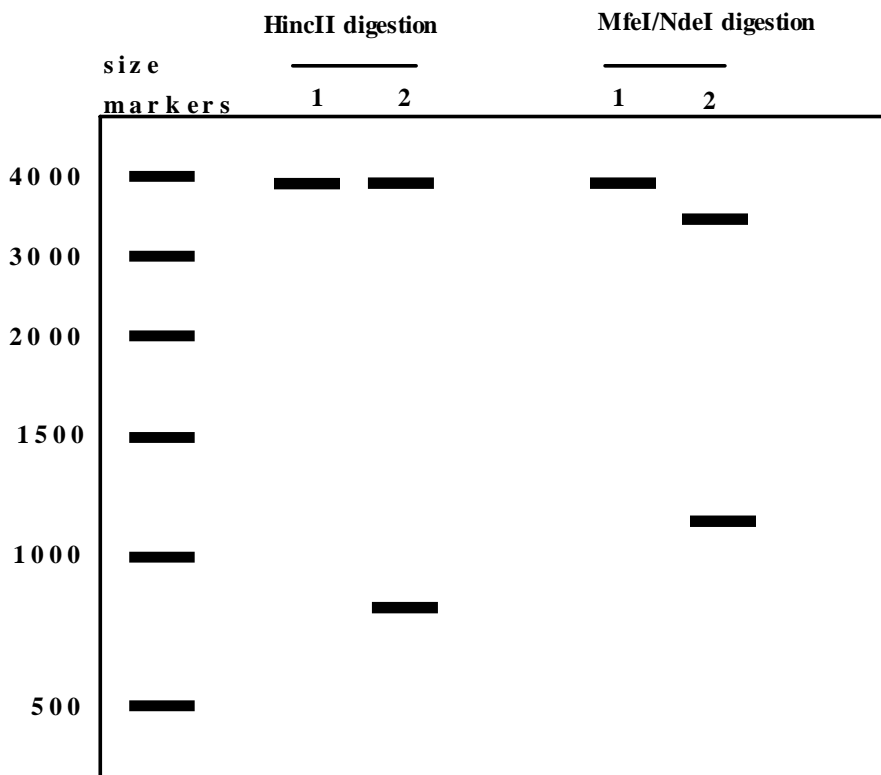 HincII digestion
MfeI/NdeI digestion
size
markers
1
2
1
2
4000
3000
2000
1500
1000
500